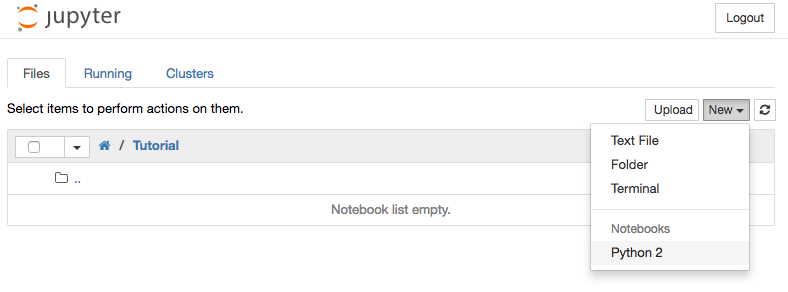 jupyter
Logout
Files Running Clusters
Select items to perform actions on them.
Upload New
/ Tutorial
..
Notebook list empty.
Text File
Folder
Terminal
Notebooks
Python 2